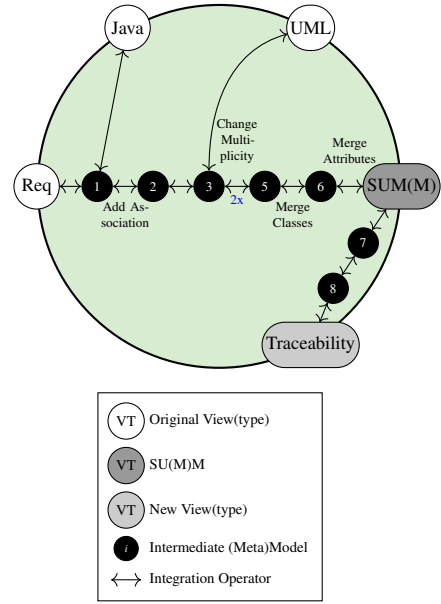 Java
UML
Change
Multi-
plicity
Merge
Attributes
Req
1
2
3
5
6
SUM(M)
Add As-
sociation
2x
Merge
Classes
7
8
Traceability
VT Original View(type)
VT SU(M)M
VT New View(type)
i Intermediate (Meta)Model
Integration Operator